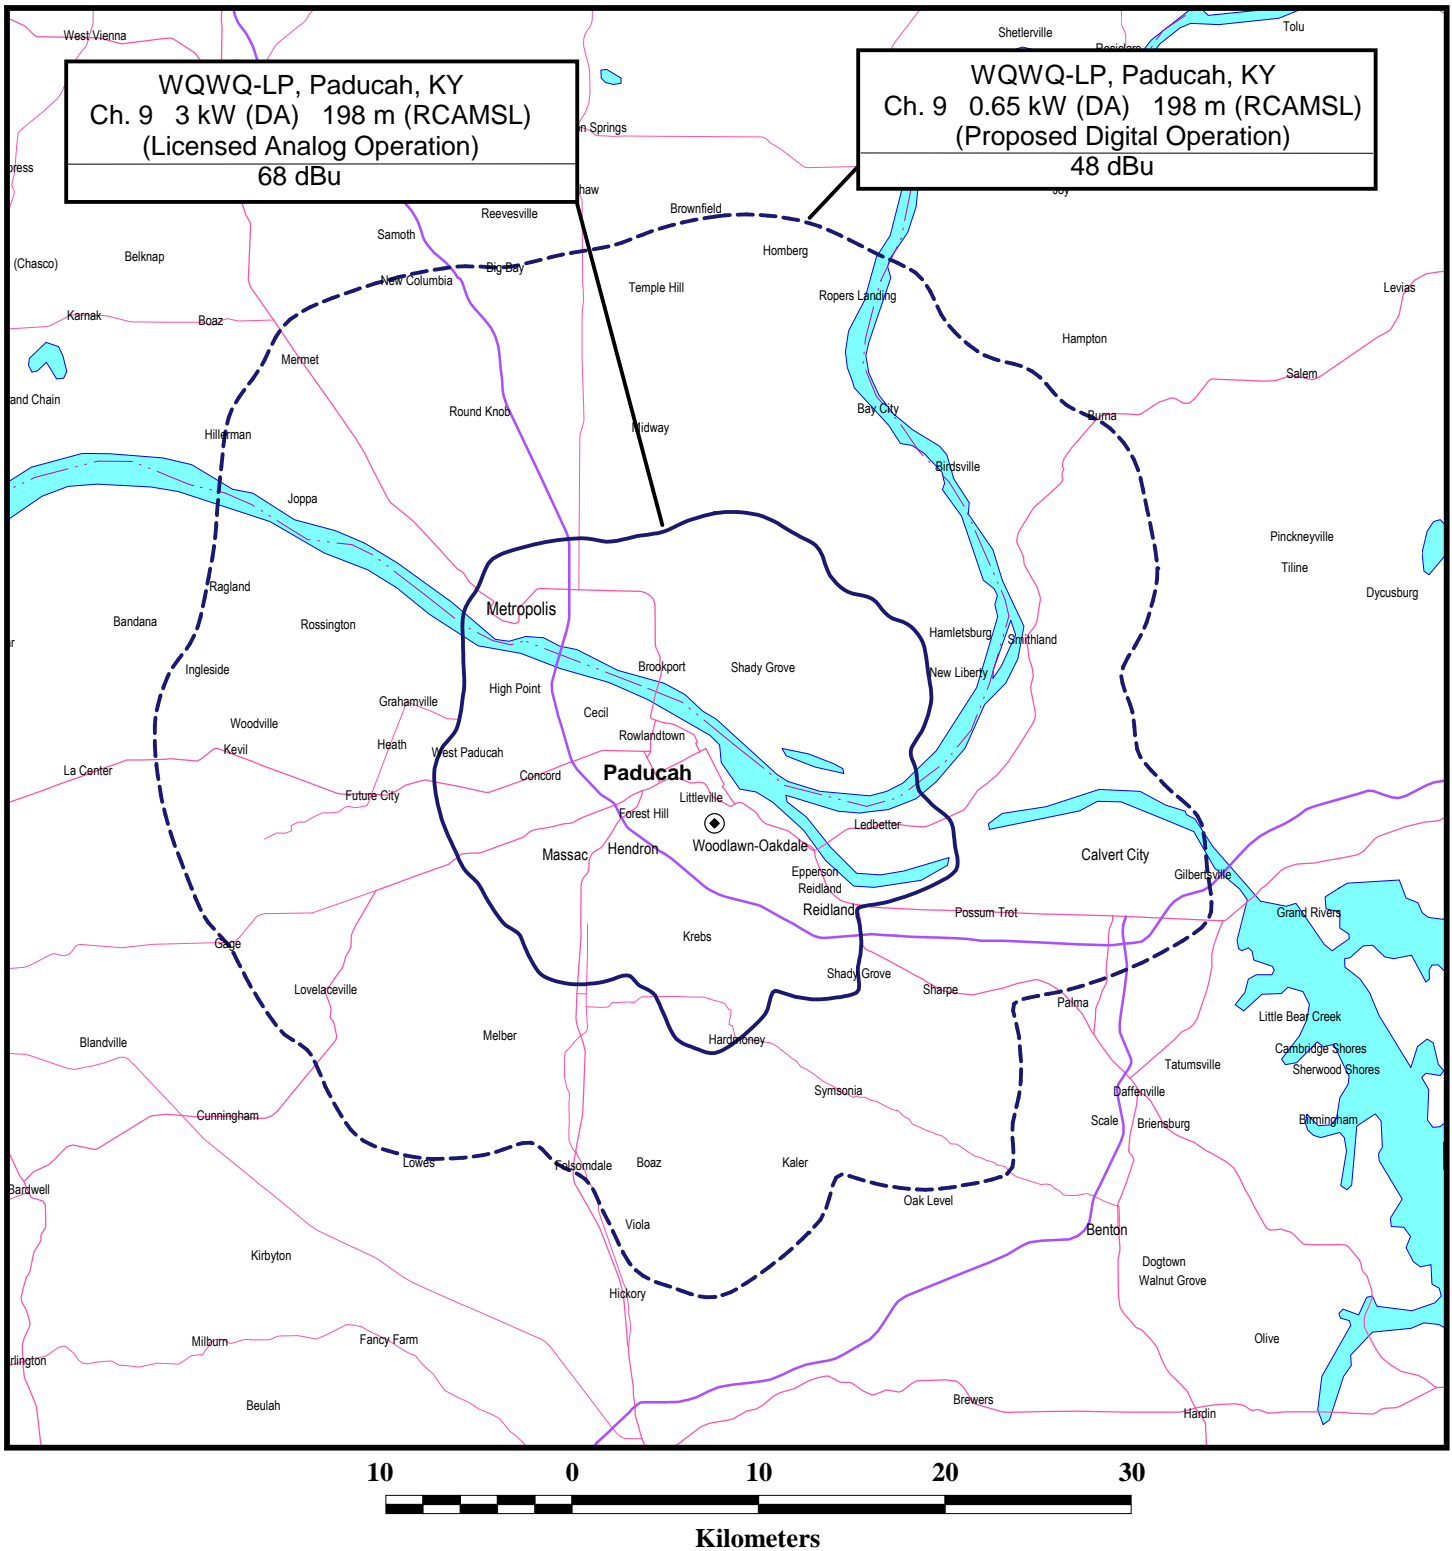 West Vienna
Shetlerville
Tolu
WQWQ-LP, Paducah, KY
Ch. 9 3 kW (DA) 198 m (RCAMSL)
(Licensed Analog Operation)
68 dBu
WQWQ-LP, Paducah, KY
Ch. 9 0.65 kW (DA) 198 m (RCAMSL)
(Proposed Digital Operation)
48 dBu
n Springs
press
haw
Joy
Reevesville
Brownfield
Samoth
Homberg
(Chasco)
Belknap
Big Bay
New Columbia
Temple Hill
Ropers Landing
Levias
Karnak
Boaz
Hampton
Mermet
Salem
and Chain
Round Knob
Bay City
Burna
Midway
Hillerman
Birdsville
Joppa
Pinckneyville
Tiline
Ragland
Dycusburg
Metropolis
Bandana
Rossington
Hamletsburg
Smithland
Ingleside
Brookport
Shady Grove
New Liberty
High Point
Grahamville
Cecil
Woodville
Rowlandtown
Kevil
Heath
West Paducah
La Center
Concord
Paducah
Future City
Littleville
Forest Hill
Ledbetter
Massac
Hendron
Woodlawn-Oakdale
Calvert City
Epperson
Reidland
Gilbertsville
Reidland
Possum Trot
Grand Rivers
Gage
Krebs
Shady Grove
Lovelaceville
Sharpe
Palma
Little Bear Creek
Blandville
Melber
Hardmoney
Cambridge Shores
Tatumsville
Sherwood Shores
Symsonia
Daffenville
Cunningham
Scale
Briensburg
Birmingham
Lowes
Folsomdale
Boaz
Kaler
Bardwell
Oak Level
Viola
Benton
Kirbyton
Dogtown
Walnut Grove
Hickory
Milburn
Fancy Farm
Olive
rlington
Beulah
Brewers
Hardin
10 0 10 20 30
Kilometers